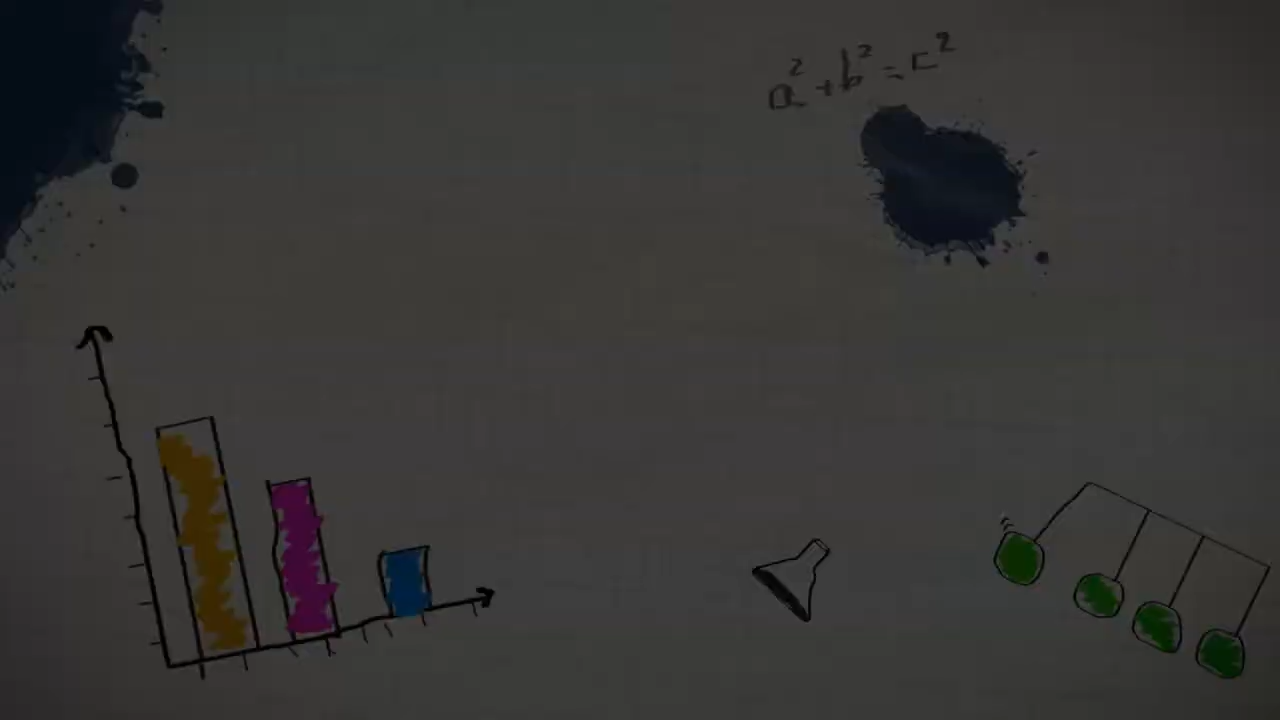 a² + b² = c²